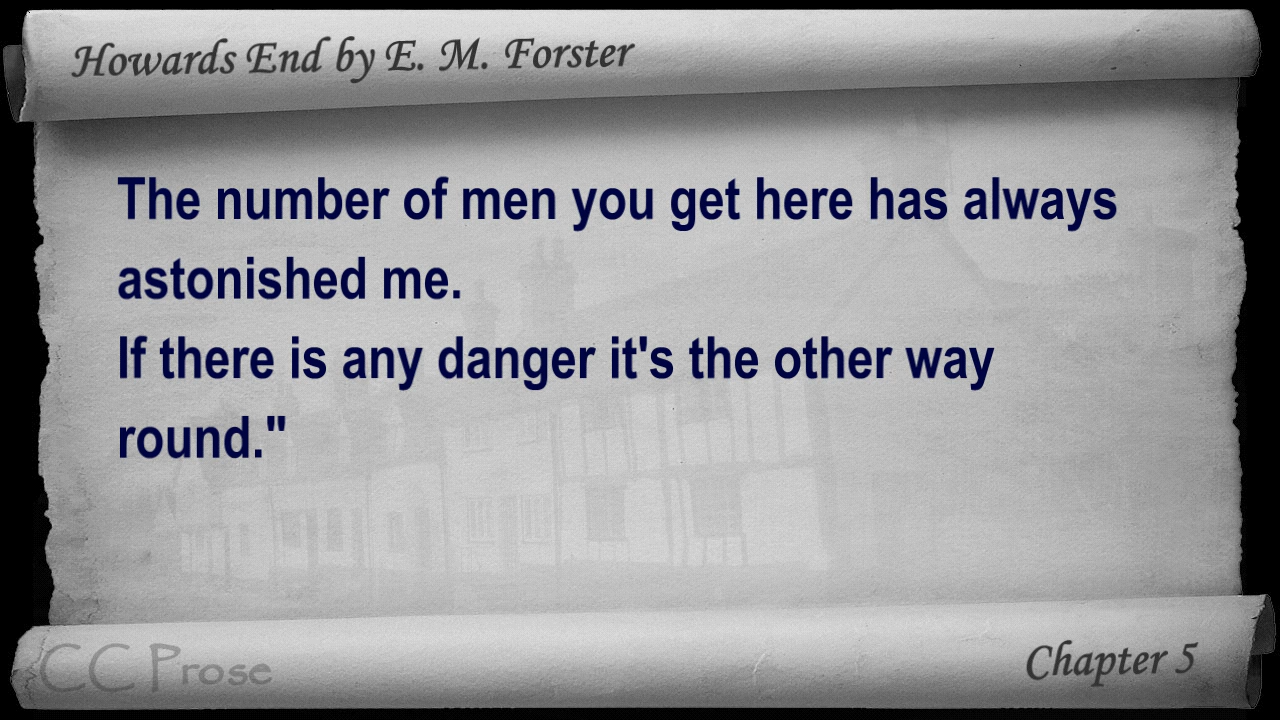 Howards End by E. M. Forster
The number of men you get here has always
astonished me.
If there is any danger it's the other way
round."
CC Prose
Chapter 5